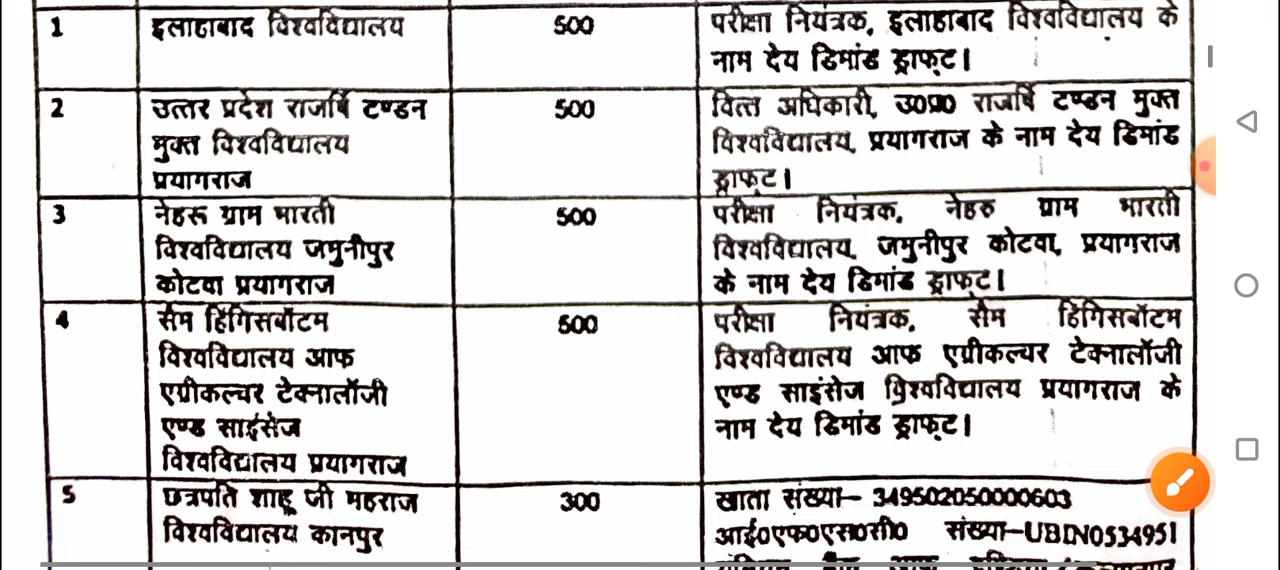 1 इलाहाबाद विश्वविद्यालय 500 परीक्षा नियंत्रक, इलाहाबाद विश्वविद्यालय के
नाम देय डिमांड ड्राफ्ट।
2 उत्तर प्रदेश राजर्षि टण्डन 500 वित्त अधिकारी, उ0प्र0 राजर्षि टण्डन मुक्त
मुक्त विश्वविद्यालय विश्वविद्यालय, प्रयागराज के नाम देय डिमांड
प्रयागराज ड्राफ्ट।
3 नेहरू ग्राम भारती 500 परीक्षा नियंत्रक, नेहरु ग्राम भारती
विश्वविद्यालय जमुनीपुर विश्वविद्यालय, जमुनीपुर कोटवा, प्रयागराज
कोटवा प्रयागराज के नाम देय डिमांड ड्राफ्ट।
4 सैम हिंगिसबॉटम 500 परीक्षा नियंत्रक, सैम हिंगिसबॉटम
विश्वविद्यालय आफ विश्वविद्यालय आफ एग्रीकल्चर टेक्नालॉजी
एग्रीकल्चर टेक्नालॉजी एण्ड साइंसेज विश्वविद्यालय प्रयागराज के
एण्ड साईसेज नाम देय डिमांड ड्राफ्ट।
विश्वविद्यालय प्रयागराज
5 छत्रपति शाहू जी महराज 300 खाता संख्या– 349502050000603
विश्वविद्यालय कानपुर आई0एफ0एस0सी0 संख्या–UBIN0534951